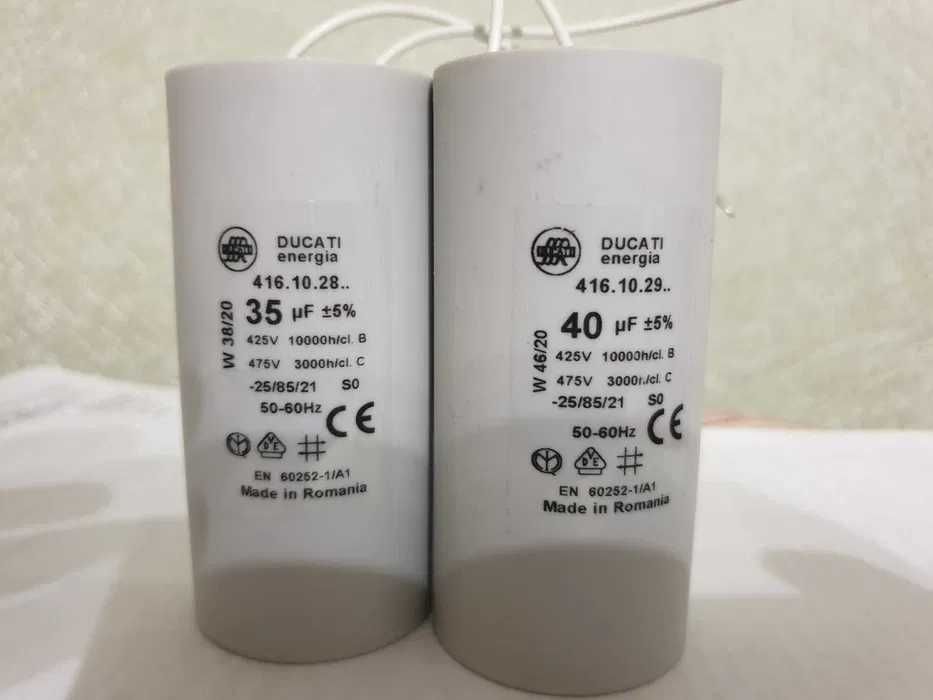 DUCATI
energia
416.10.28..
35 µF ±5%
425V 10000h/cl. B
475V 3000h/cl. C
-25/85/21 S0
50-60Hz CE
W 38/20
VDE
EN 60252-1/A1
Made in Romania
DUCATI
energia
416.10.29..
40 µF ±5%
425V 10000h/cl. B
475V 3000h/cl. C
-25/85/21 S0
50-60Hz CE
W 46/20
VDE
EN 60252-1/A1
Made in Romania